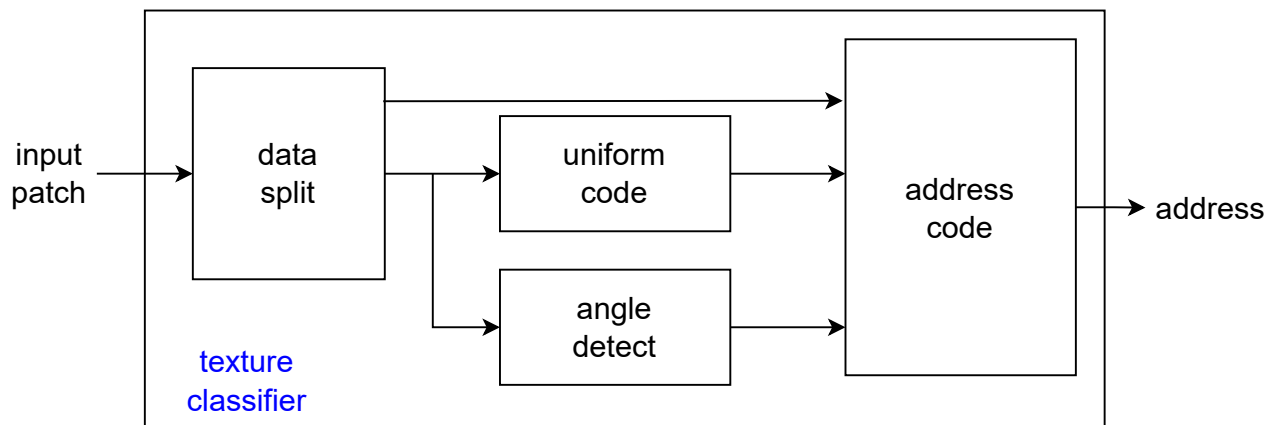 input
patch
data
split
uniform
code
angle
detect
address
code
address
texture
classifier